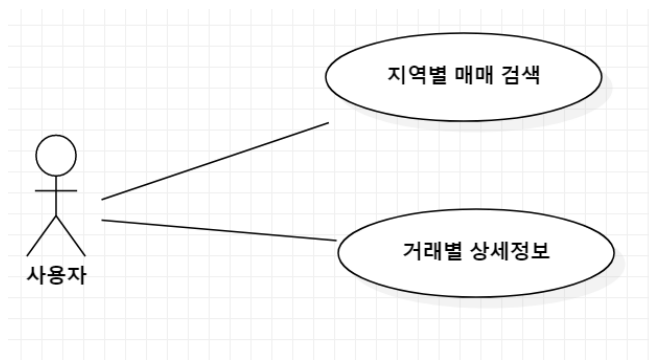 지역별 매매 검색
거래별 상세정보
사용자